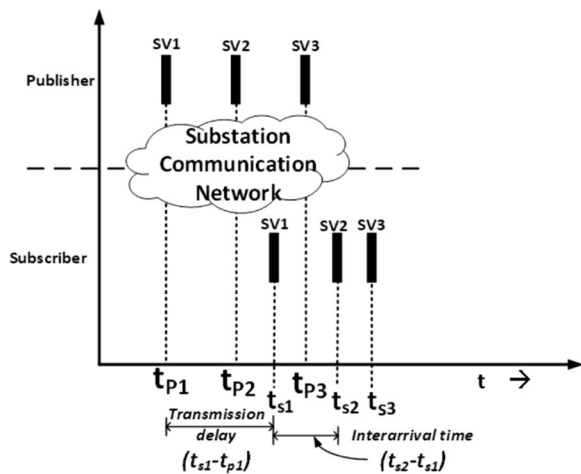 SV1 SV2 SV3
Publisher
Substation
Communication
Network
SV1 SV2 SV3
Subscriber
tP1 tP2 ts1 tP3 ts2 ts3 t →
Transmission
delay
(ts1-tp1)
Interarrival time
(ts2-ts1)